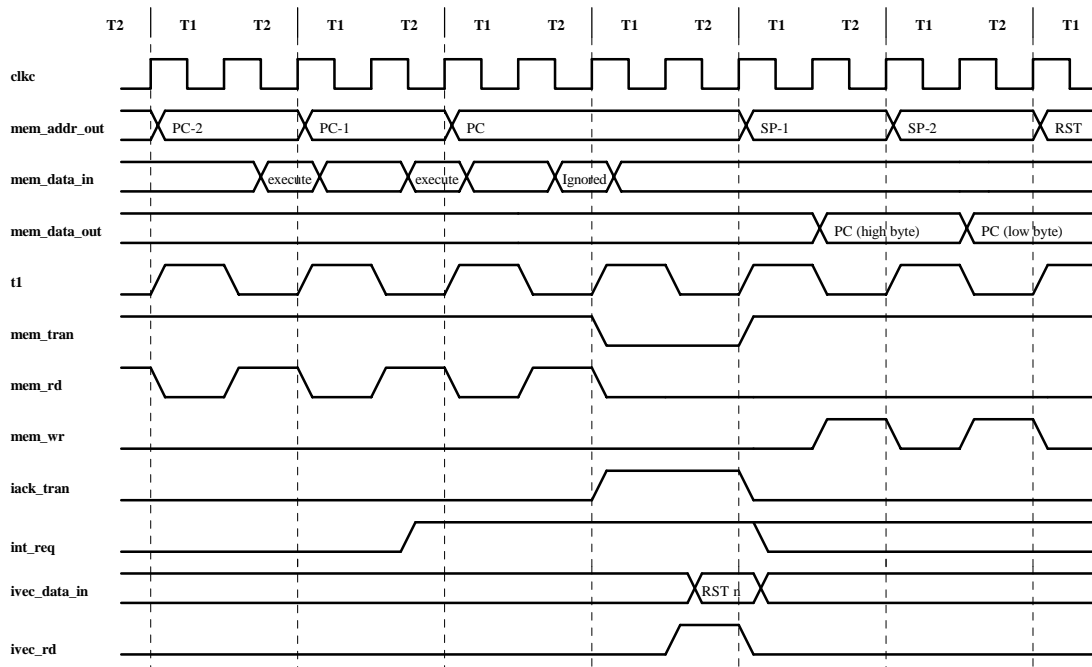 T2 T1 T2 T1 T2 T1 T2 T1 T2 T1 T2 T1 T2 T1
clkc
mem_addr_out PC-2 PC-1 PC SP-1 SP-2 RST
mem_data_in execute execute Ignored
mem_data_out PC (high byte) PC (low byte)
t1
mem_tran
mem_rd
mem_wr
iack_tran
int_req
ivec_data_in RST n
ivec_rd